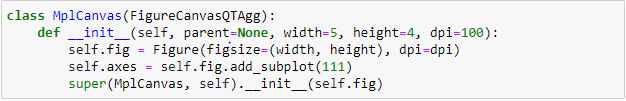 class MplCanvas(FigureCanvasQTAgg):
    def __init__(self, parent=None, width=5, height=4, dpi=100):
        self.fig = Figure(figsize=(width, height), dpi=dpi)
        self.axes = self.fig.add_subplot(111)
        super(MplCanvas, self).__init__(self.fig)